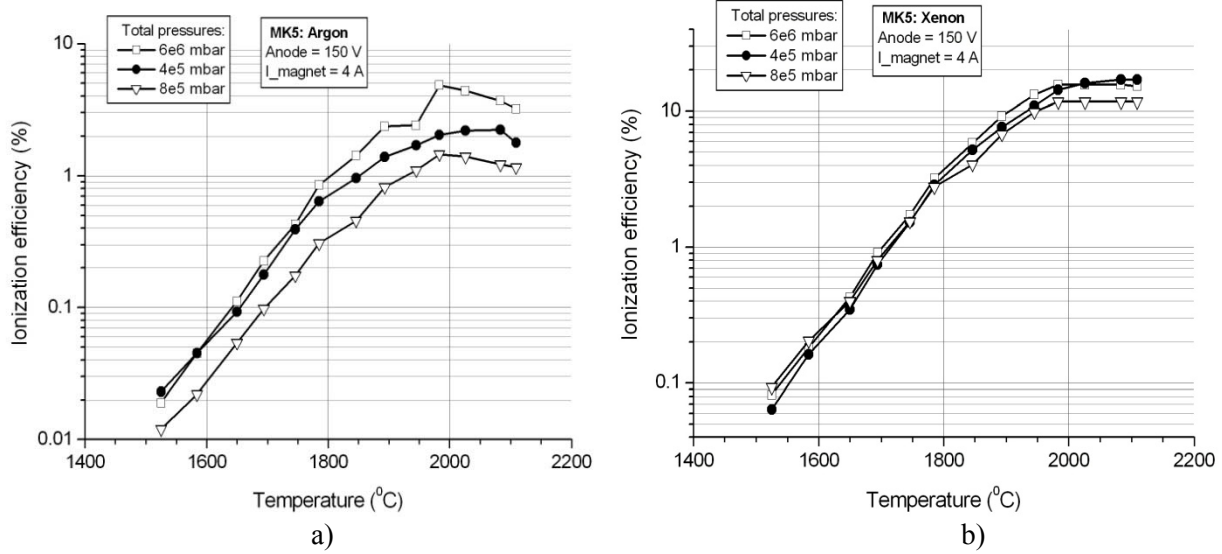 Total pressures:
6e6 mbar
4e5 mbar
8e5 mbar
MK5: Argon
Anode = 150 V
I_magnet = 4 A
10
1
0.1
0.01
Ionization efficiency (%)
1400 1600 1800 2000 2200
Temperature (⁰C)
a)
Total pressures:
6e6 mbar
4e5 mbar
8e5 mbar
MK5: Xenon
Anode = 150 V
I_magnet = 4 A
10
1
0.1
Ionization efficiency (%)
1400 1600 1800 2000 2200
Temperature (⁰C)
b)